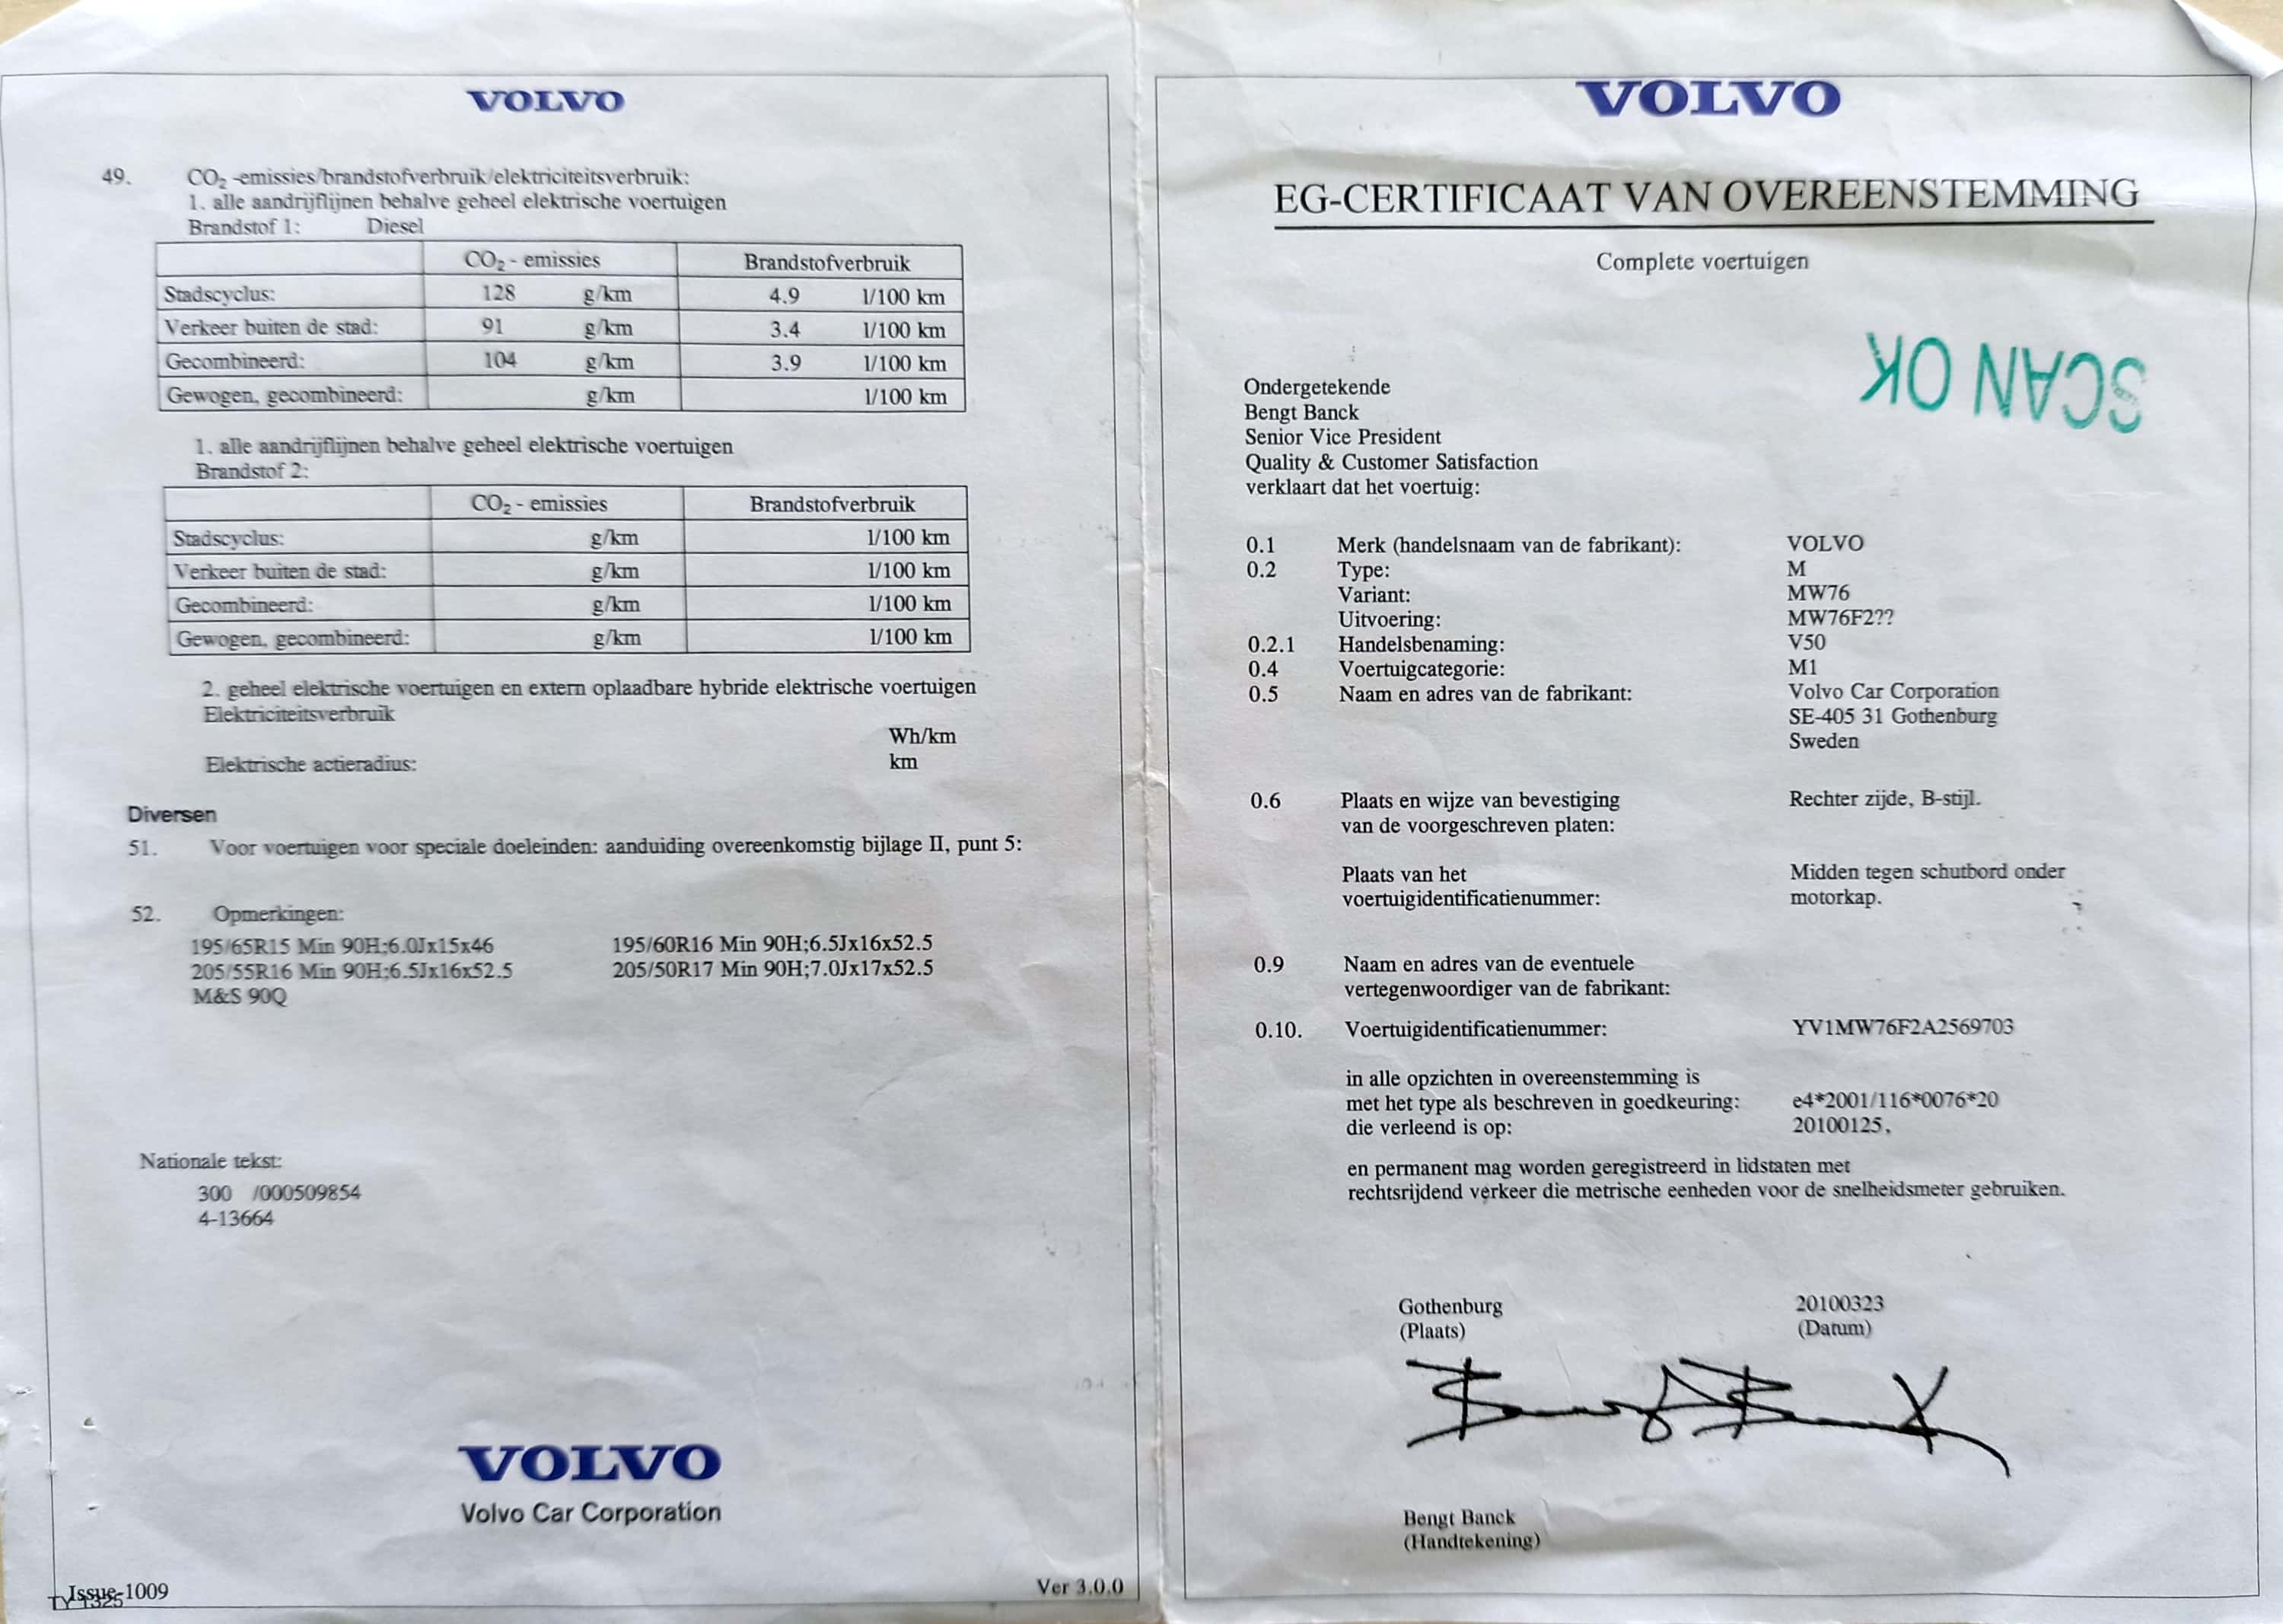 VOLVO
49. CO₂ -emissies/brandstofverbruik/elektriciteitsverbruik:
1. alle aandrijflijnen behalve geheel elektrische voertuigen
Brandstof 1: Diesel
CO₂ - emissies Brandstofverbruik
Stadscyclus: 128 g/km 4.9 l/100 km
Verkeer buiten de stad: 91 g/km 3.4 l/100 km
Gecombineerd: 104 g/km 3.9 l/100 km
Gewogen, gecombineerd: g/km l/100 km
1. alle aandrijflijnen behalve geheel elektrische voertuigen
Brandstof 2:
CO₂ - emissies Brandstofverbruik
Stadscyclus: g/km l/100 km
Verkeer buiten de stad: g/km l/100 km
Gecombineerd: g/km l/100 km
Gewogen, gecombineerd: g/km l/100 km
2. geheel elektrische voertuigen en extern oplaadbare hybride elektrische voertuigen
Elektriciteitsverbruik
Wh/km
Elektrische actieradius: km
Diversen
51. Voor voertuigen voor speciale doeleinden: aanduiding overeenkomstig bijlage II, punt 5:
52. Opmerkingen:
195/65R15 Min 90H;6.0Jx15x46 195/60R16 Min 90H;6.5Jx16x52.5
205/55R16 Min 90H;6.5Jx16x52.5 205/50R17 Min 90H;7.0Jx17x52.5
M&S 90Q
Nationale tekst:
300 /000509854
4-13664
VOLVO
Volvo Car Corporation
Issue-1009
TY 1325
Ver 3.0.0
VOLVO
EG-CERTIFICAAT VAN OVEREENSTEMMING
Complete voertuigen
SCAN OK
Ondergetekende
Bengt Banck
Senior Vice President
Quality & Customer Satisfaction
verklaart dat het voertuig:
0.1 Merk (handelsnaam van de fabrikant): VOLVO
0.2 Type: M
Variant: MW76
Uitvoering: MW76F2??
0.2.1 Handelsbenaming: V50
0.4 Voertuigcategorie: M1
0.5 Naam en adres van de fabrikant: Volvo Car Corporation
SE-405 31 Gothenburg
Sweden
0.6 Plaats en wijze van bevestiging Rechter zijde, B-stijl.
van de voorgeschreven platen:
Plaats van het Midden tegen schutbord onder
voertuigidentificatienummer: motorkap.
0.9 Naam en adres van de eventuele
vertegenwoordiger van de fabrikant:
0.10. Voertuigidentificatienummer: YV1MW76F2A2569703
in alle opzichten in overeenstemming is
met het type als beschreven in goedkeuring: e4*2001/116*0076*20
die verleend is op: 20100125,
en permanent mag worden geregistreerd in lidstaten met
rechtsrijdend verkeer die metrische eenheden voor de snelheidsmeter gebruiken.
Gothenburg 20100323
(Plaats) (Datum)
Bengt Banck
Bengt Banck
(Handtekening)